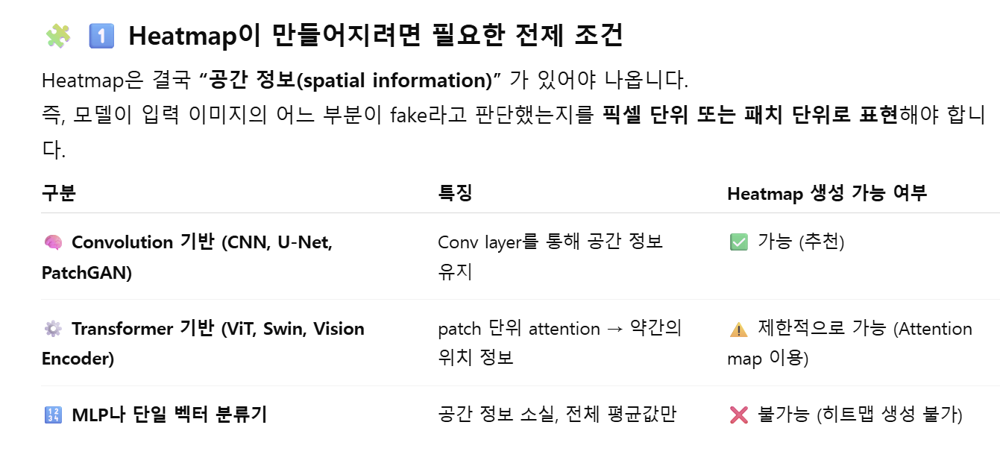 🧩 1️⃣ Heatmap이 만들어지려면 필요한 전제 조건
Heatmap은 결국 “공간 정보(spatial information)” 가 있어야 나옵니다.
즉, 모델이 입력 이미지의 어느 부분이 fake라고 판단했는지를 픽셀 단위 또는 패치 단위로 표현해야 합니
다.
구분 특징 Heatmap 생성 가능 여부
🧠 Convolution 기반 (CNN, U-Net, Conv layer를 통해 공간 정보 ✅ 가능 (추천)
PatchGAN) 유지
⚙️ Transformer 기반 (ViT, Swin, Vision patch 단위 attention → 약간의 ⚠️ 제한적으로 가능 (Attention
Encoder) 위치 정보 map 이용)
🔢 MLP나 단일 벡터 분류기 공간 정보 소실, 전체 평균값만 ❌ 불가능 (히트맵 생성 불가)